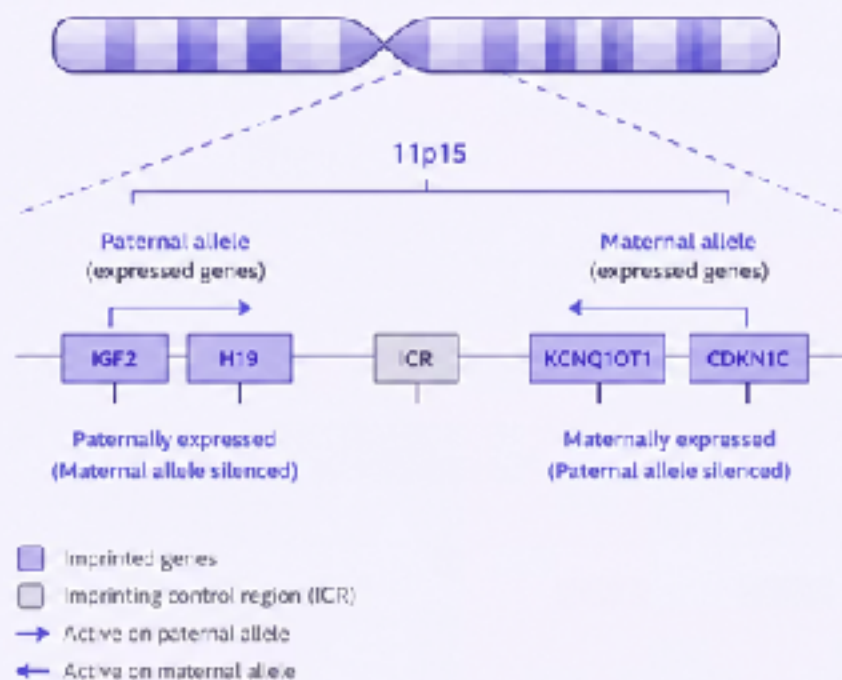 11p15
Paternal allele
(expressed genes)
Maternal allele
(expressed genes)
IGF2
H19
ICR
KCNQ1OT1
CDKN1C
Paternally expressed
(Maternal allele silenced)
Maternally expressed
(Paternal allele silenced)
Imprinted genes
Imprinting control region (ICR)
Active on paternal allele
Active on maternal allele